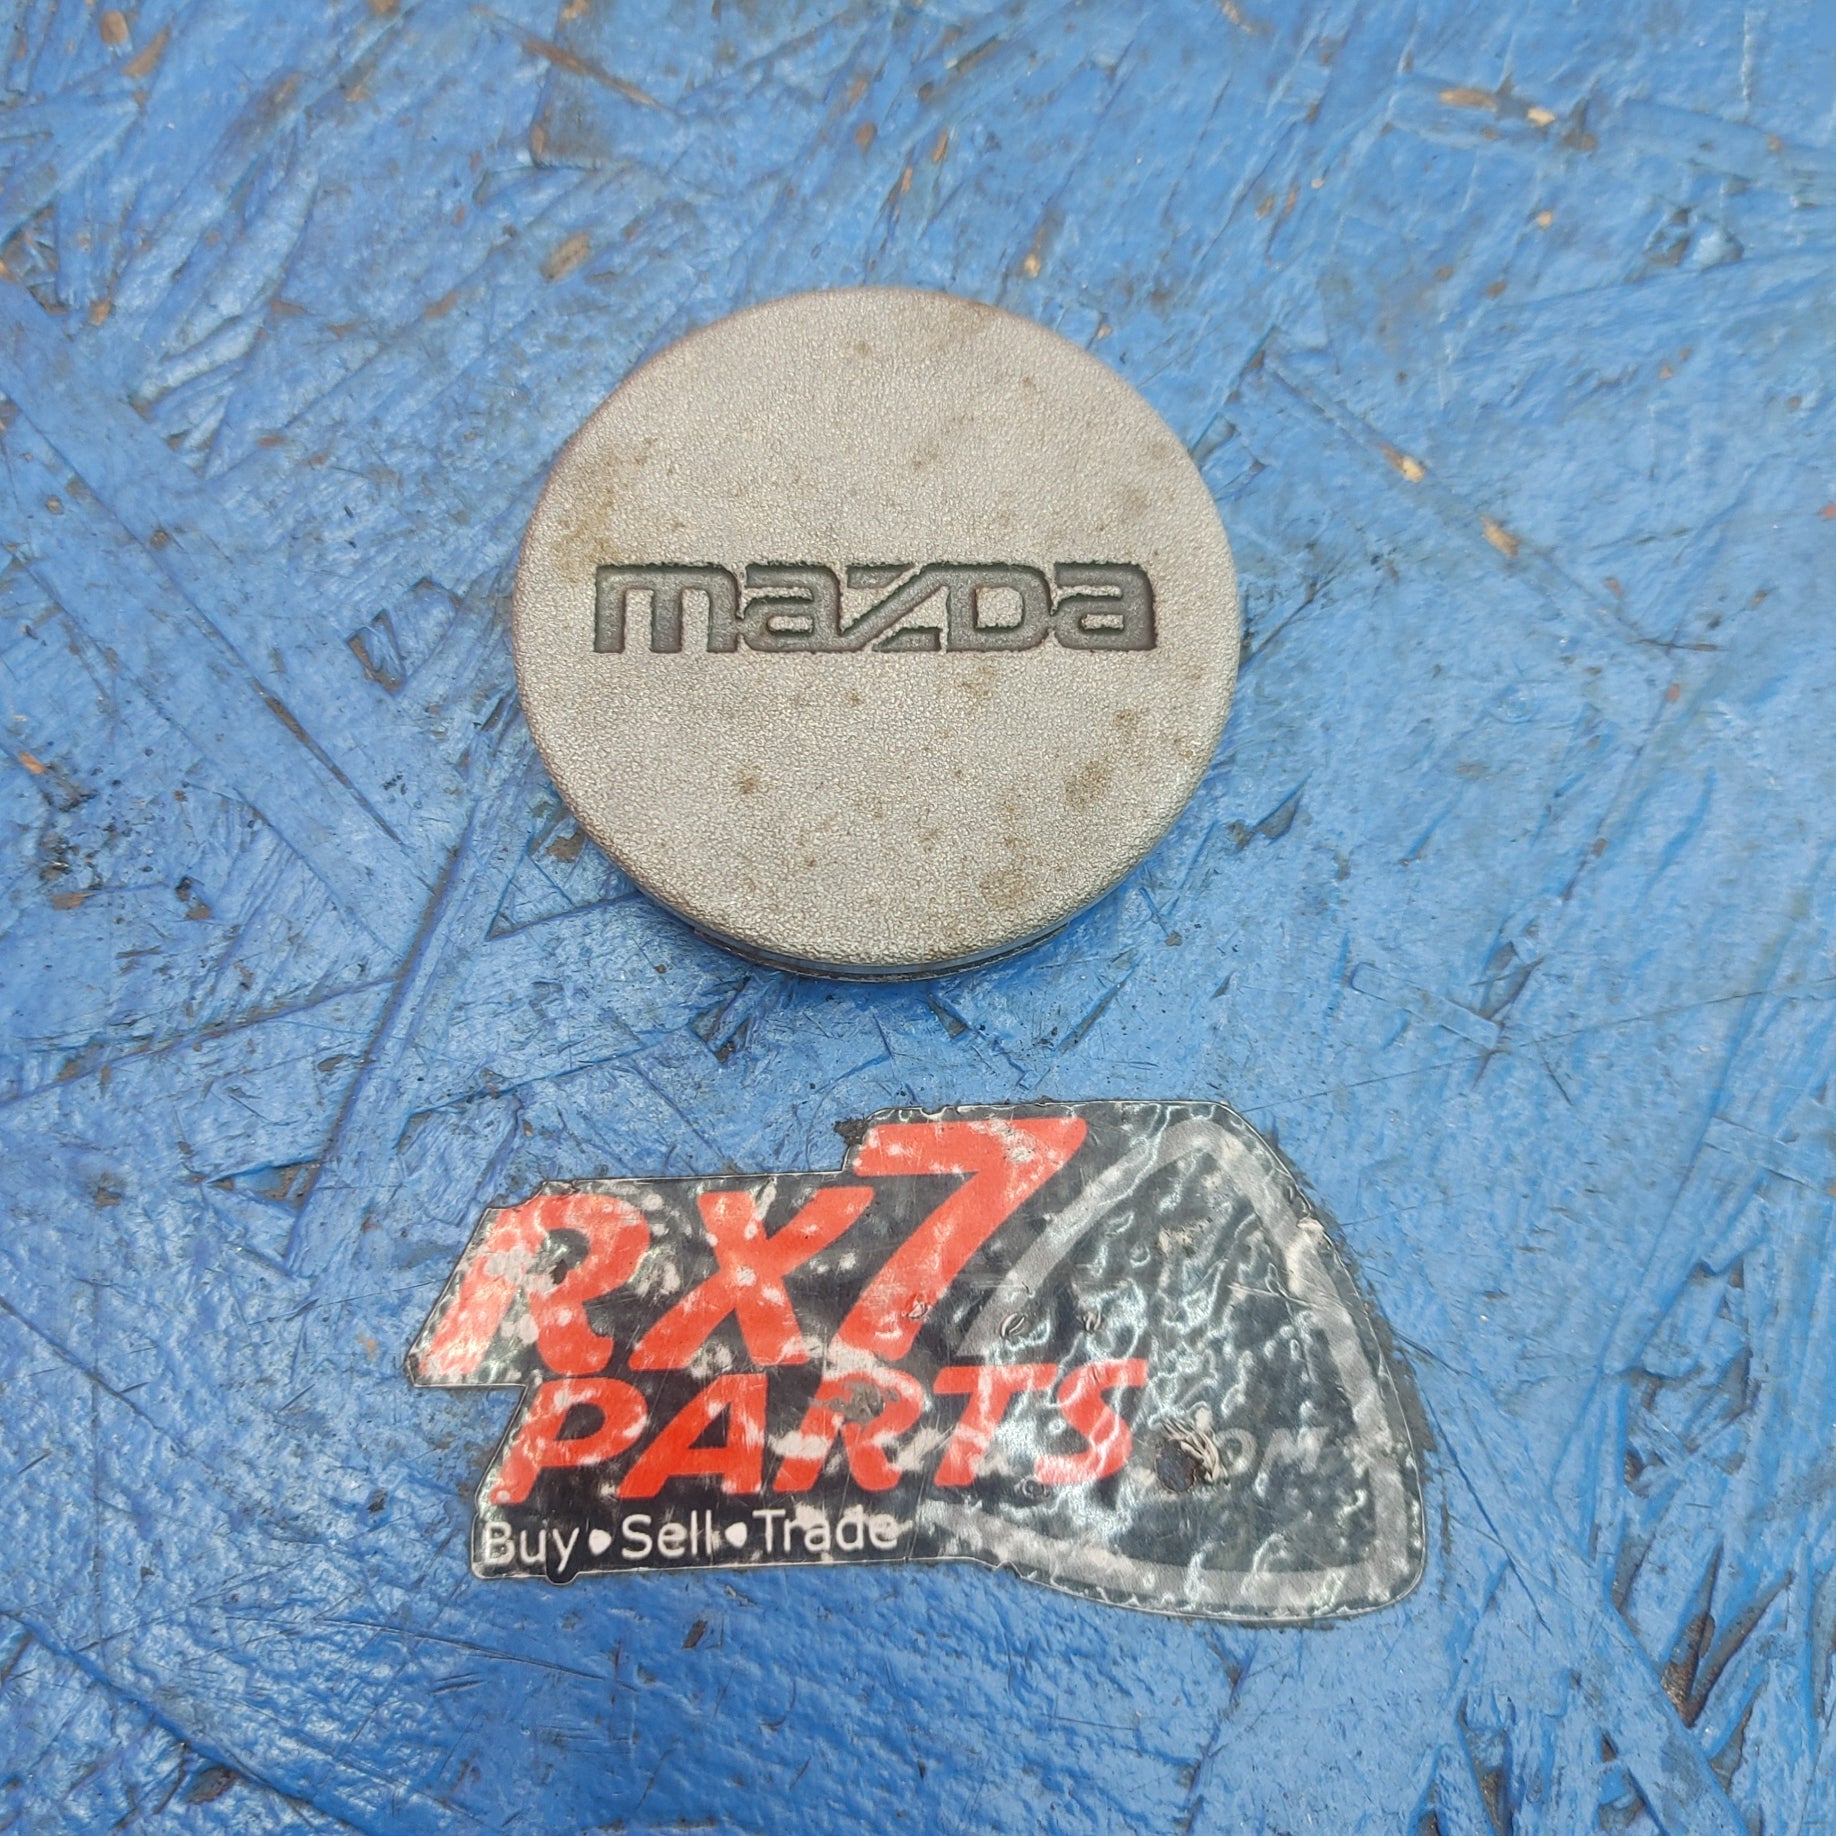 mazda
RX7
PARTS
Buy • Sell • Trade